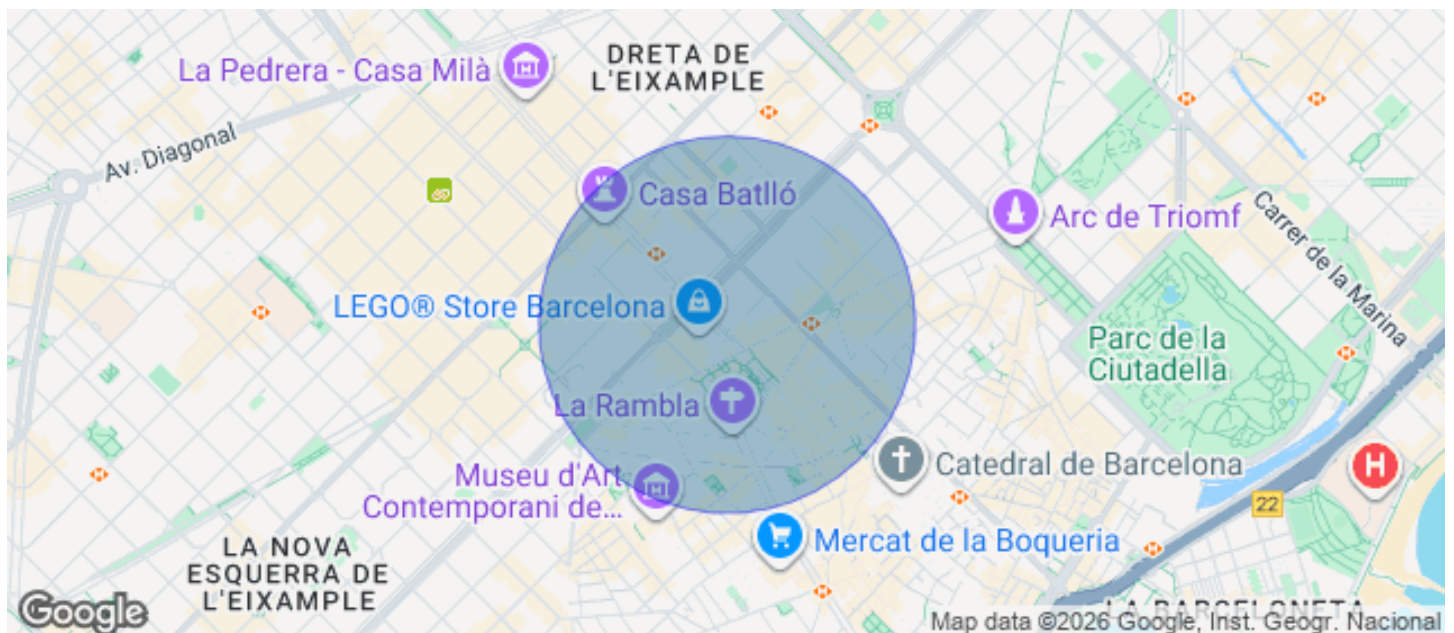 DRETA DE
L'EIXAMPLE
La Pedrera - Casa Milà
Av. Diagonal
Casa Batlló
Arc de Triomf
Carrer de la Marina
LEGO® Store Barcelona
Parc de la
Ciutadella
La Rambla
Museu d'Art
Contemporani de...
Catedral de Barcelona
H
22
Mercat de la Boqueria
LA NOVA
ESQUERRA DE
L'EIXAMPLE
LA BARCELONETA
Google
Map data ©2026 Google, Inst. Geogr. Nacional